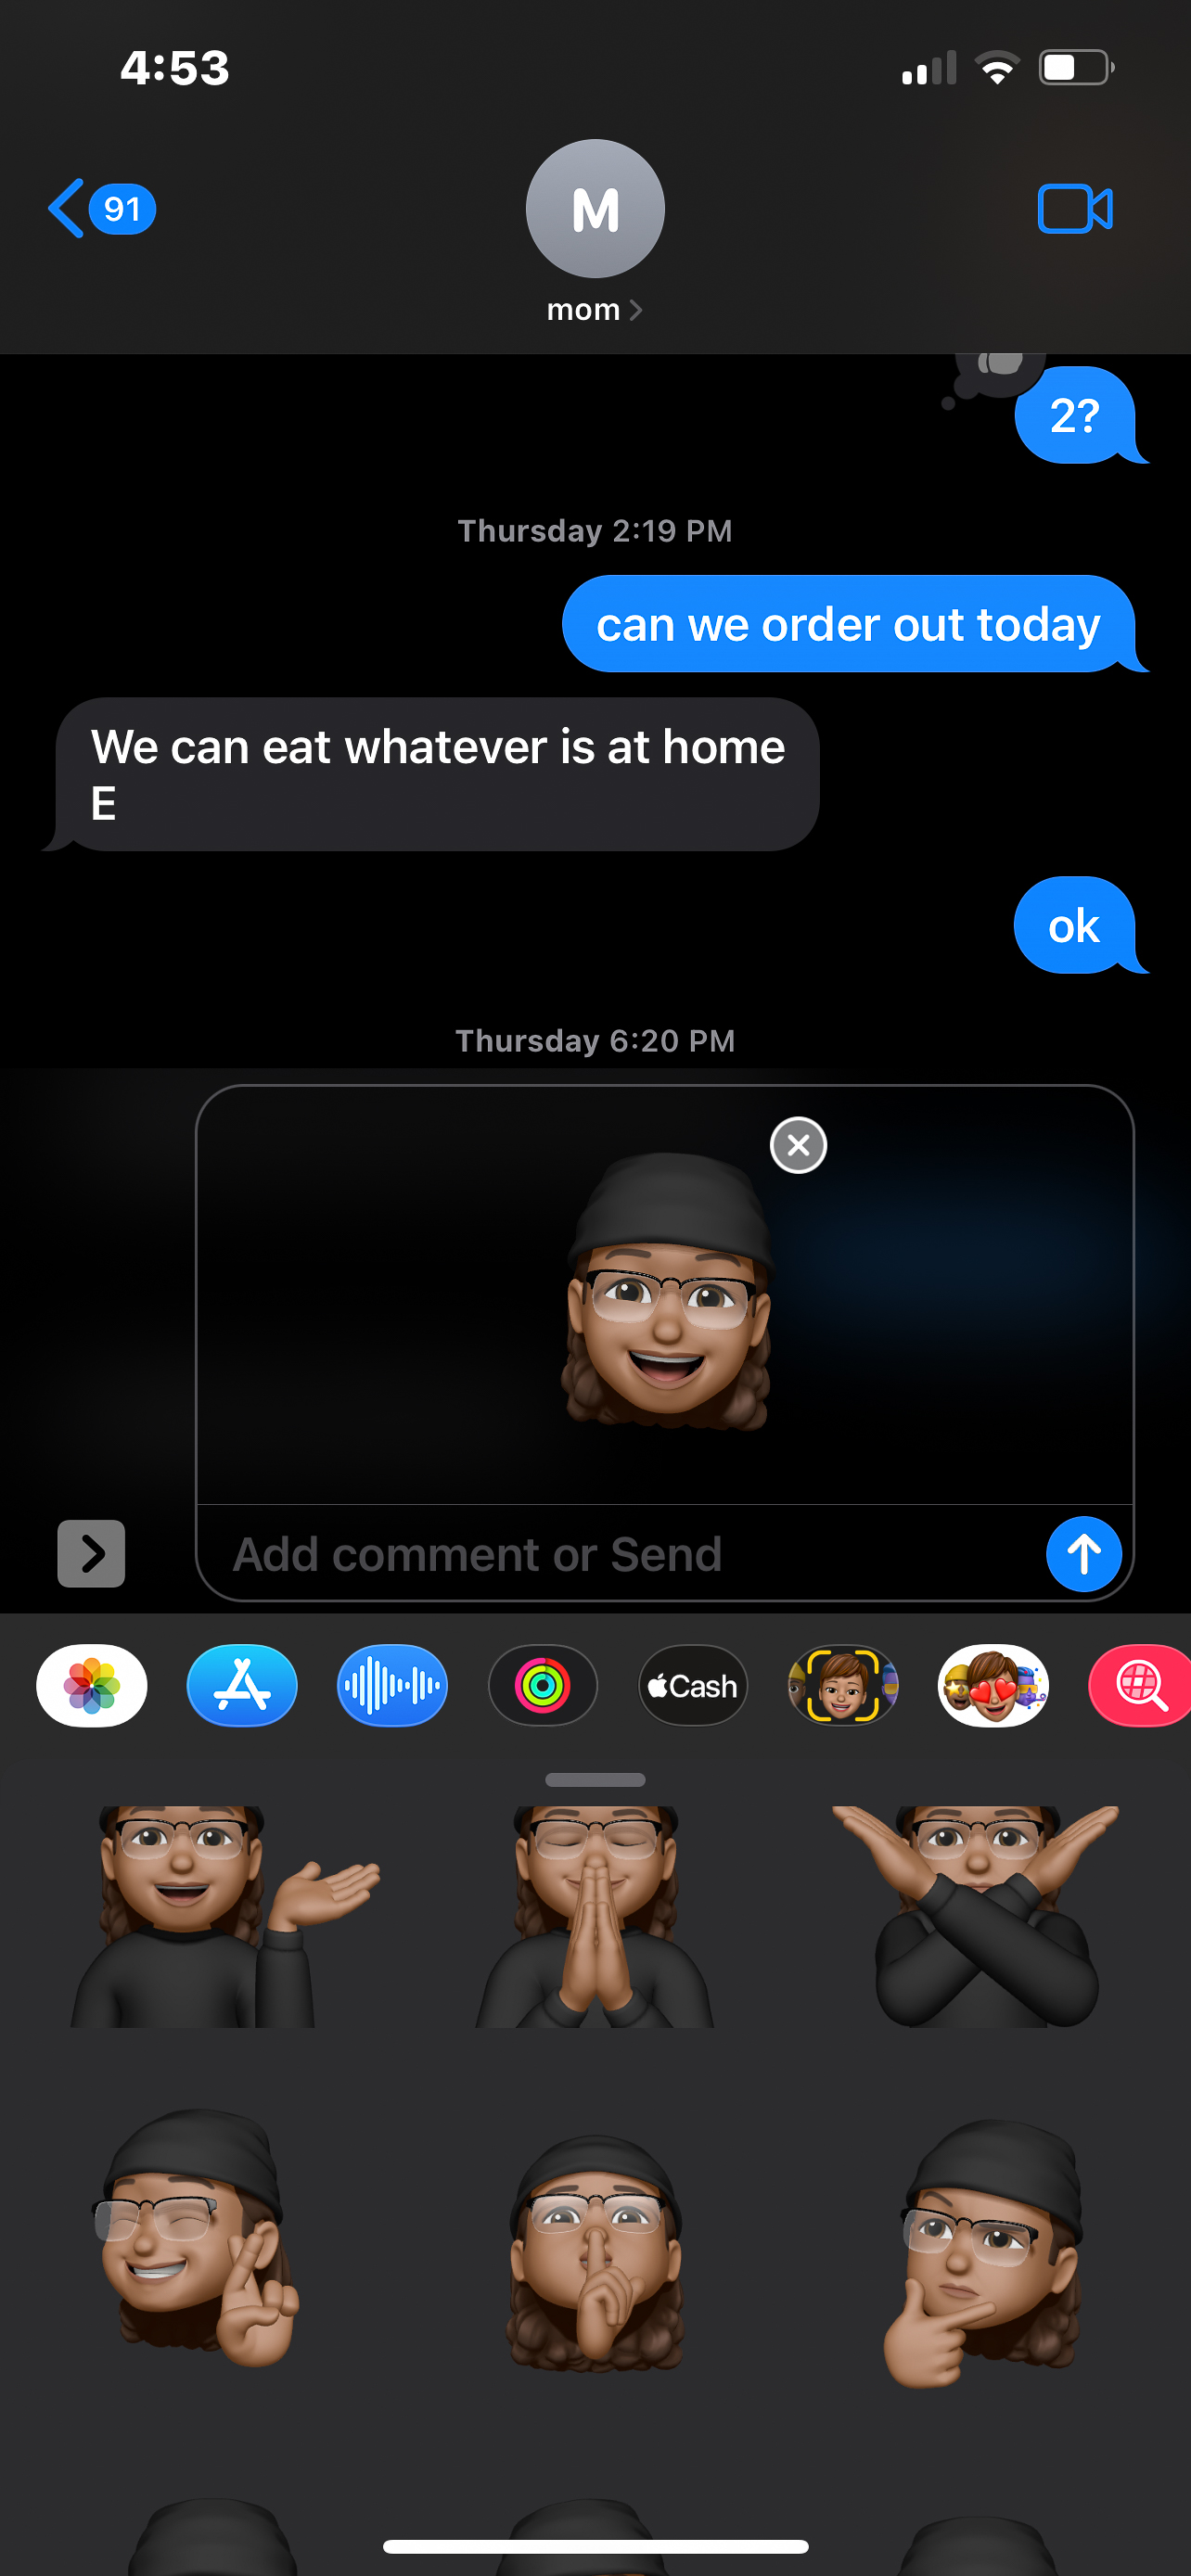 4:53
91
M
mom
2?
Thursday 2:19 PM
can we order out today
We can eat whatever is at home
E
ok
Thursday 6:20 PM
Add comment or Send
Cash